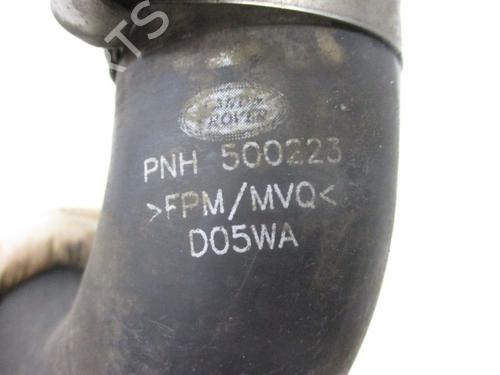 LAND
ROVER
PNH 500223
>FPM/MVQ<
D05WA